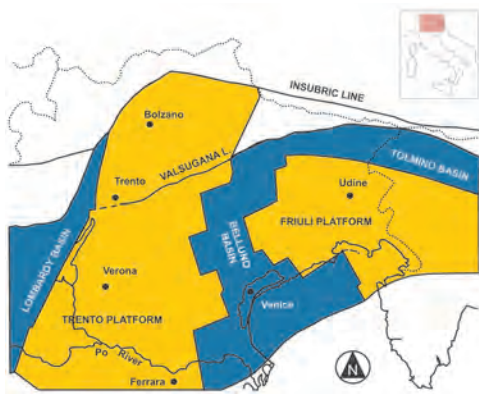 INSUBRIC LINE
Bolzano
VALSUGANA L.
TOLMINO BASIN
Trento
Udine
LOMBARDY BASIN
BELLUNO
BASIN
FRIULI PLATFORM
Verona
Venice
TRENTO PLATFORM
Po River
N
Ferrara